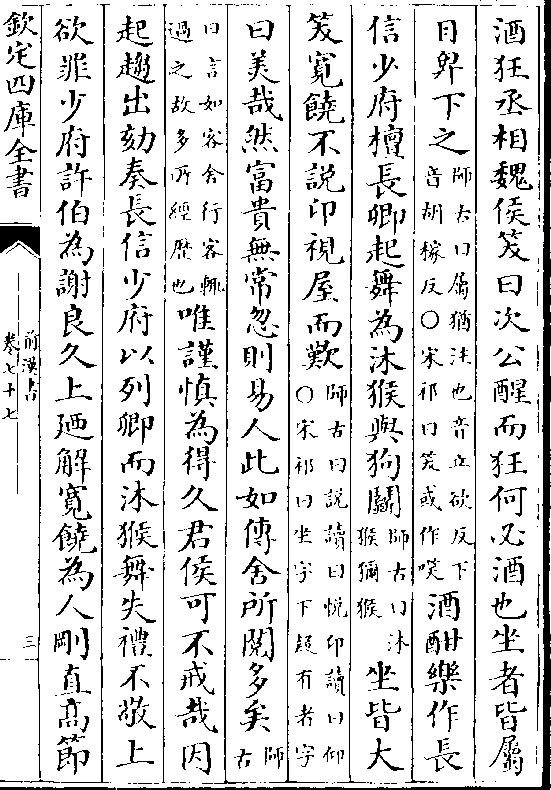 酒狂丞相魏侯笑曰次公醒而狂何必酒也坐者皆屬
目卑下之師古曰屬猶注也音之欲反下音胡稼反○宋祁曰笑或作咲酒酣樂作長
信少府檀長卿起舞為沐猴與狗鬭師古曰沐猴獼猴坐皆大
笑寛饒不說卬視屋而歎師古曰說讀曰悅卬讀曰仰○宋祁曰坐字下疑有者字
曰美哉然富貴無常忽則易人此如傳舍所閱多矣師古
曰言如客舍行客輒過之故多所經歴也唯謹慎為得久君侯可不戒哉因
起趨出劾奏長信少府以列卿而沐猴舞失禮不敬上
欲罪少府許伯為謝良久上廼解寛饒為人剛直高節
欽定四庫全書
前漢書
卷七十七
三